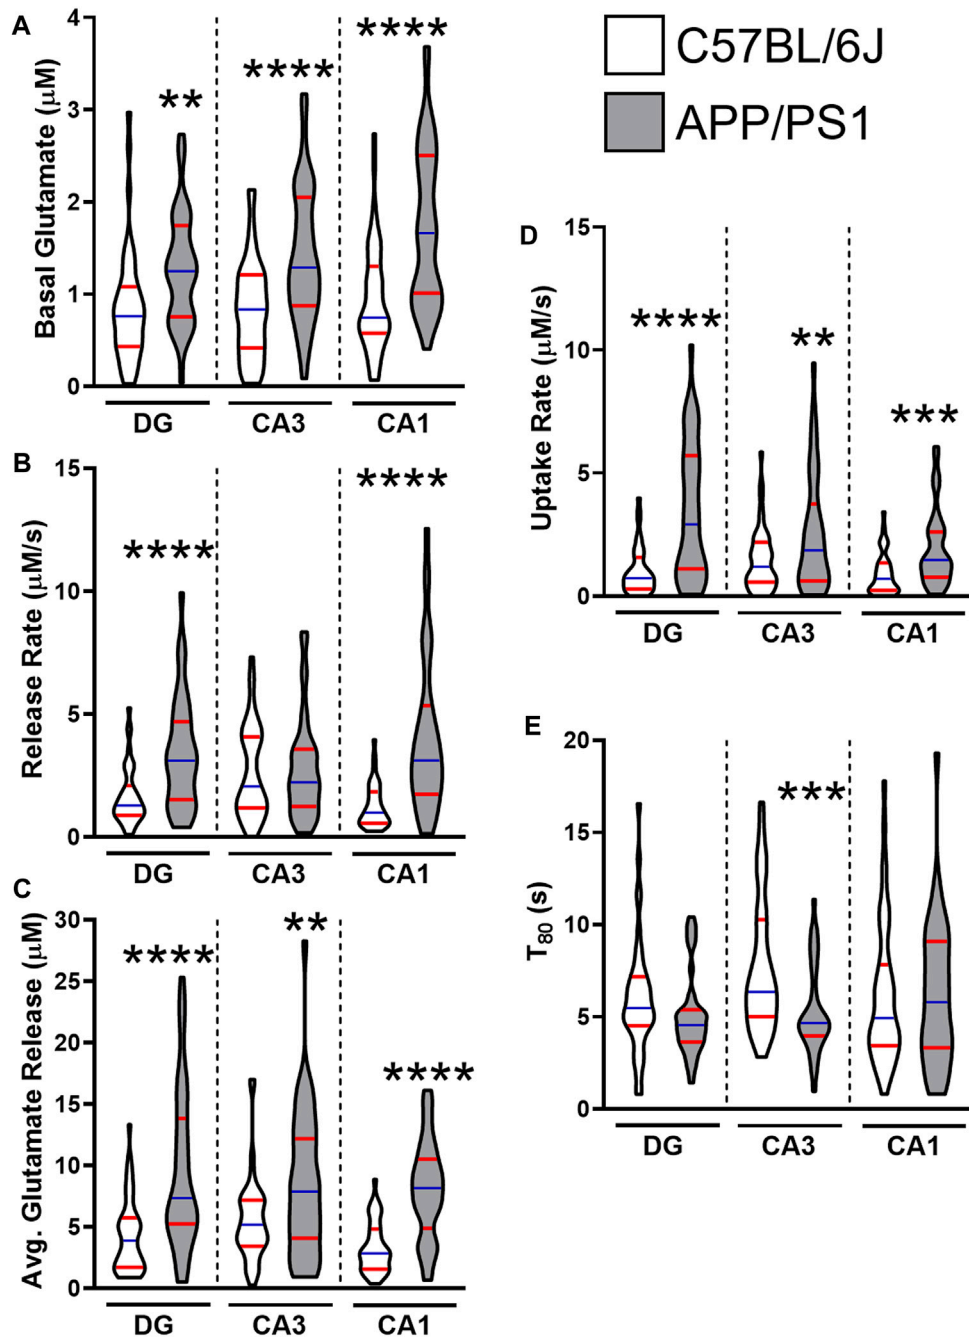 A
Basal Glutamate (μM)
4
3
2
1
0
**
****
****
DG
CA3
CA1
C57BL/6J
APP/PS1
B
Release Rate (μM/s)
15
10
5
0
****
****
DG
CA3
CA1
C
Avg. Glutamate Release (μM)
30
25
20
15
10
5
0
****
**
****
DG
CA3
CA1
D
Uptake Rate (μM/s)
15
10
5
0
****
**
***
DG
CA3
CA1
E
T80 (s)
20
15
10
5
0
***
DG
CA3
CA1